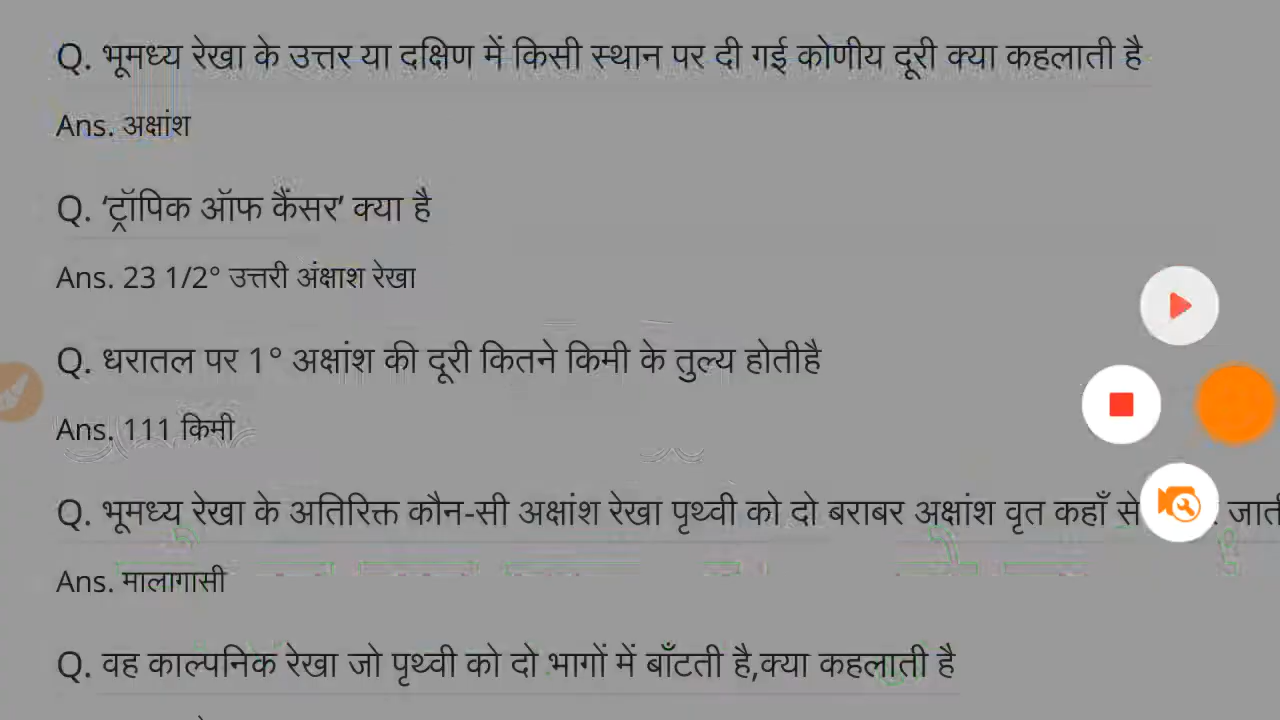 Q. भूमध्य रेखा के उत्तर या दक्षिण में किसी स्थान पर दी गई कोणीय दूरी क्या कहलाती है
Ans. अक्षांश
Q. ‘ट्रॉपिक ऑफ कैंसर’ क्या है
Ans. 23 1/2° उत्तरी अंक्षाश रेखा
Q. धरातल पर 1° अक्षांश की दूरी कितने किमी के तुल्य होतीहै
Ans. 111 किमी
Q. भूमध्य रेखा के अतिरिक्त कौन-सी अक्षांश रेखा पृथ्वी को दो बराबर अक्षांश वृत कहाँ से
Ans. मालागासी
Q. वह काल्पनिक रेखा जो पृथ्वी को दो भागों में बाँटती है,क्या कहलाती है